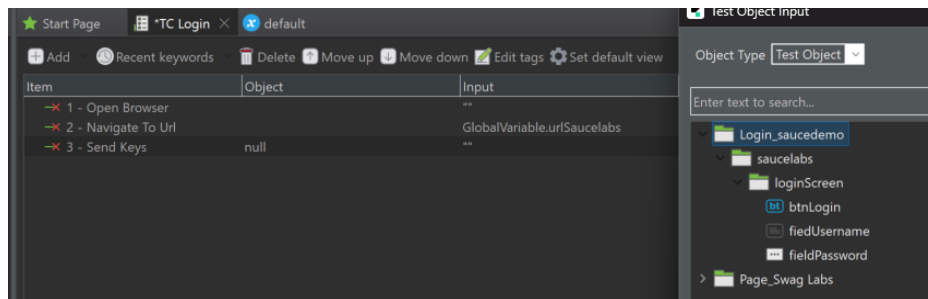 Start Page
*TC Login
default
Test Object Input
Add
Recent keywords
Delete
Move up
Move down
Edit tags
Set default view
Object Type
Test Object
Item
Object
Input
Enter text to search...
1 - Open Browser
""
2 - Navigate To Url
GlobalVariable.urlSaucelabs
3 - Send Keys
null
""
Login_saucedemo
saucelabs
loginScreen
bt btnLogin
fiedUsername
fieldPassword
Page_Swag Labs